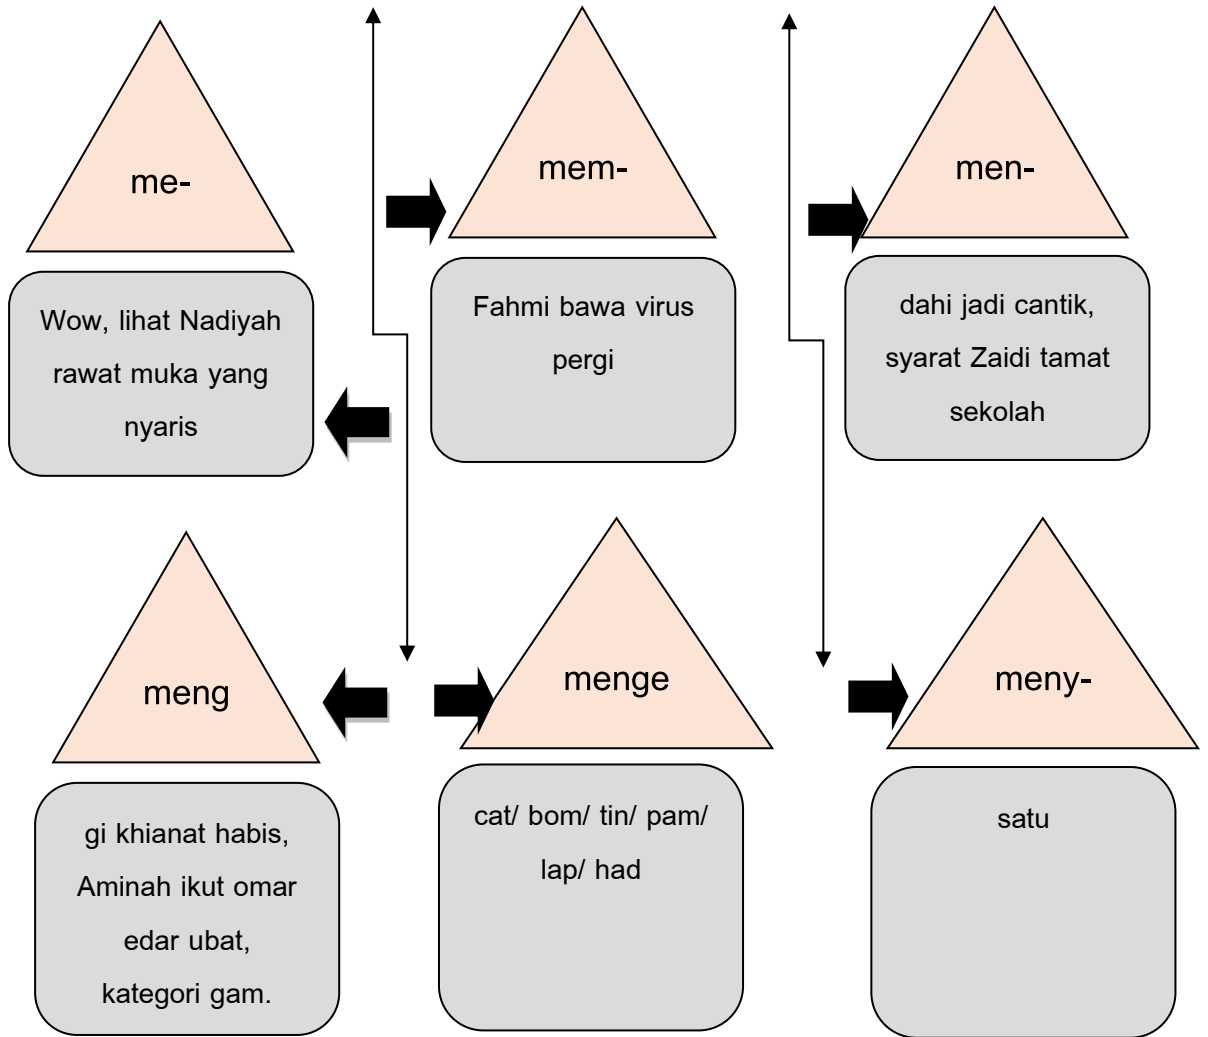 me-
mem-
men-
Wow, lihat Nadiyah
rawat muka yang
nyaris
Fahmi bawa virus
pergi
dahi jadi cantik,
syarat Zaidi tamat
sekolah
meng
menge
meny-
gi khianat habis,
Aminah ikut omar
edar ubat,
kategori gam.
cat/ bom/ tin/ pam/
lap/ had
satu